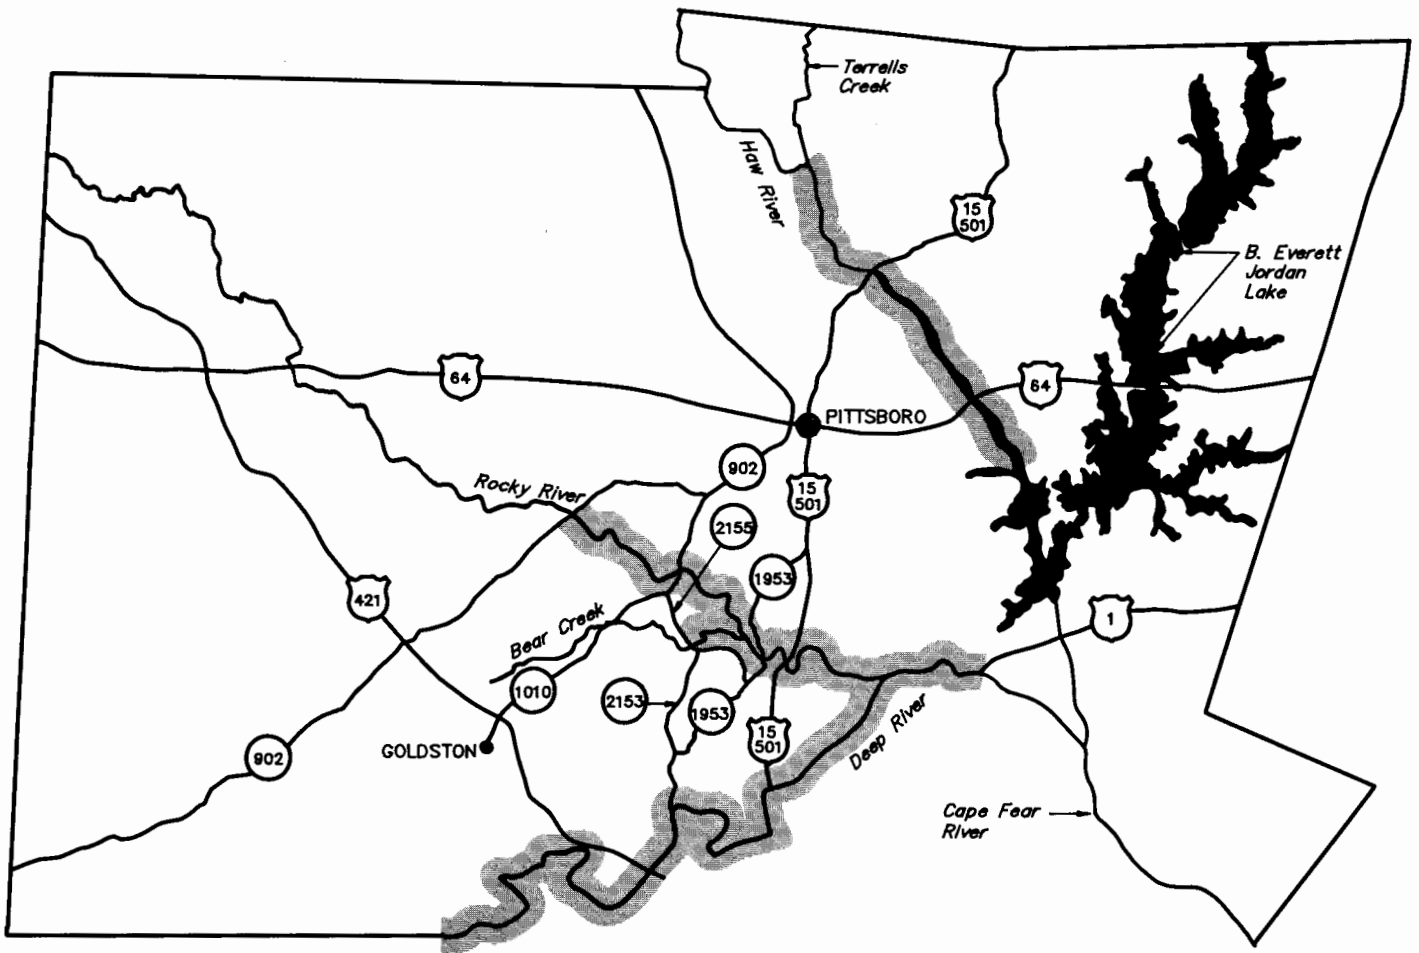 Terrells
Creek
Haw River
15
501
B. Everett
Jordan
Lake
64
64
PITTSBORO
902
Rocky River
15
501
2155
1953
421
Bear Creek
1
1010
2153
1953
15
501
Deep River
GOLDSTON
902
Cape Fear
River